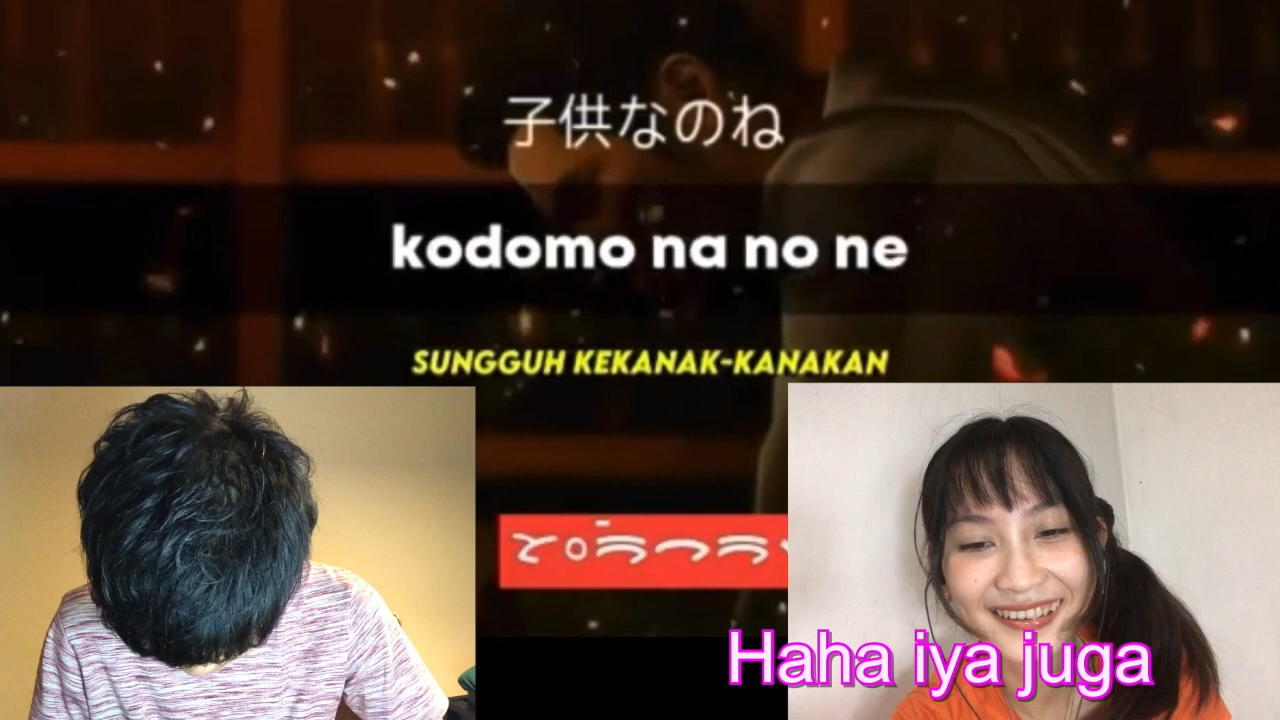 子供なのね
kodomo na no ne
SUNGGUH KEKANAK-KANAKAN
Haha iya juga